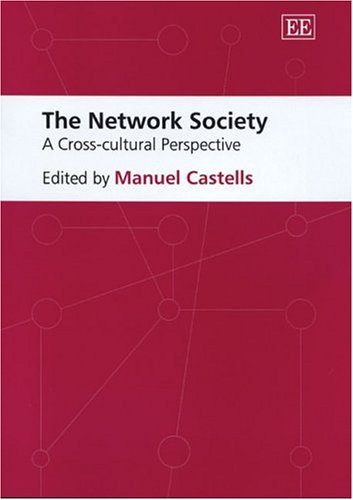 EE
The Network Society
A Cross-cultural Perspective
Edited by Manuel Castells